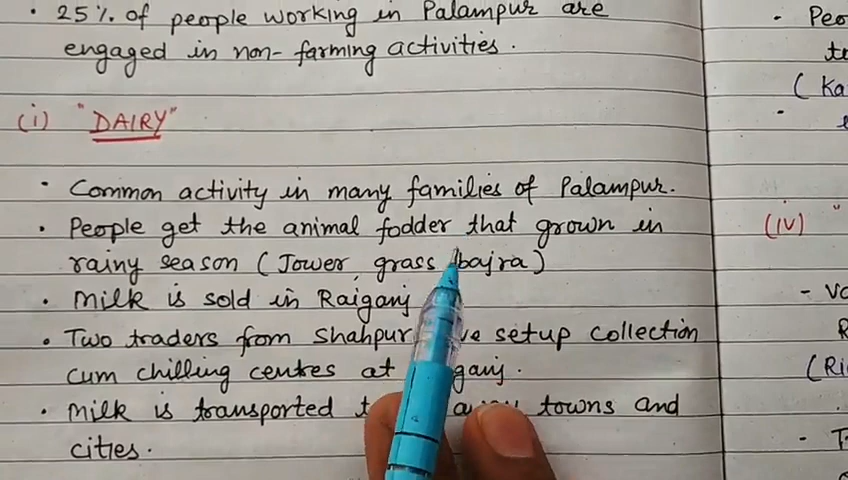 • 25% of people working in Palampur are
engaged in non-farming activities.
(i) "DAIRY"
• Common activity in many families of Palampur.
• People get the animal fodder that grown in
rainy season (Jower, grass, bajra)
• Milk is sold in Raiganj
• Two traders from Shahpur setup collection
cum chilling centres at
• Milk is transported towns and
cities.
• Peo
to
(Ka
(iv) "
- Vo
R
(Ri
- T